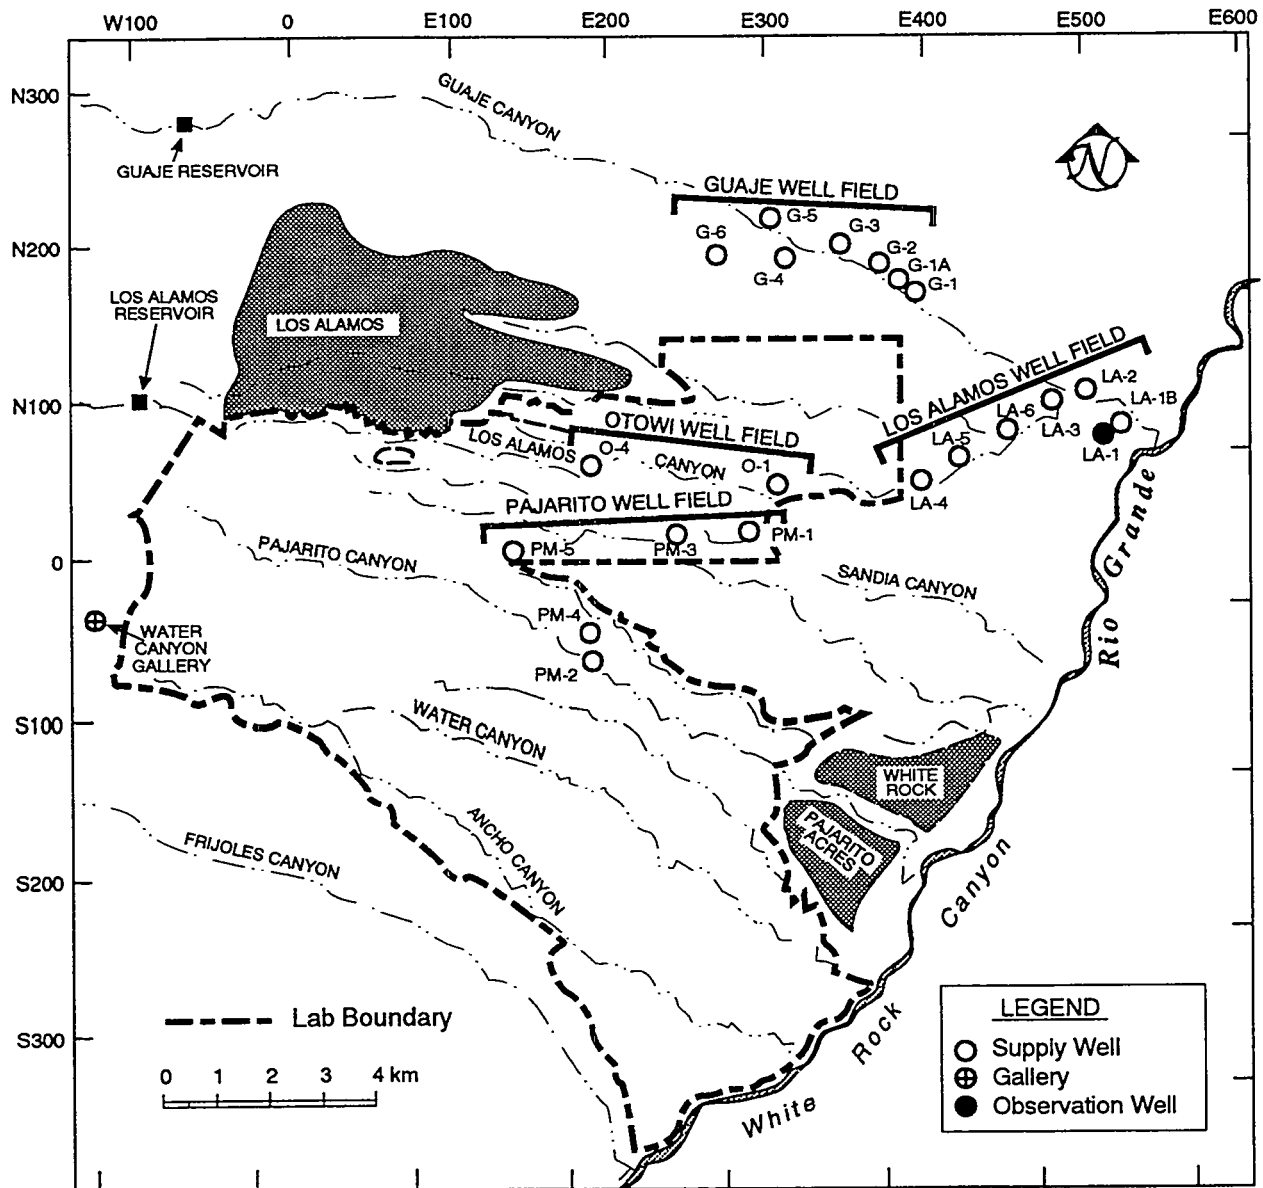 W100 0 E100 E200 E300 E400 E500 E600
N300
N200
N100
0
S100
S200
S300
GUAJE CANYON
GUAJE RESERVOIR
N
GUAJE WELL FIELD
G-5
G-3
G-6
G-2
G-1A
G-4
G-1
LOS ALAMOS
RESERVOIR
LOS ALAMOS
LOS ALAMOS WELL FIELD
LA-2
LA-1B
LA-6
LA-3
LA-5
LA-1
LA-4
OTOWI WELL FIELD
LOS ALAMOS
CANYON
O-4
O-1
PAJARITO WELL FIELD
PM-5
PM-3
PM-1
PAJARITO CANYON
SANDIA CANYON
PM-4
PM-2
WATER
CANYON
GALLERY
WATER CANYON
ANCHO CANYON
FRIJOLES CANYON
WHITE
ROCK
PAJARITO
ACRES
Rio Grande
White Rock Canyon
Lab Boundary
0 1 2 3 4 km
LEGEND
Supply Well
Gallery
Observation Well